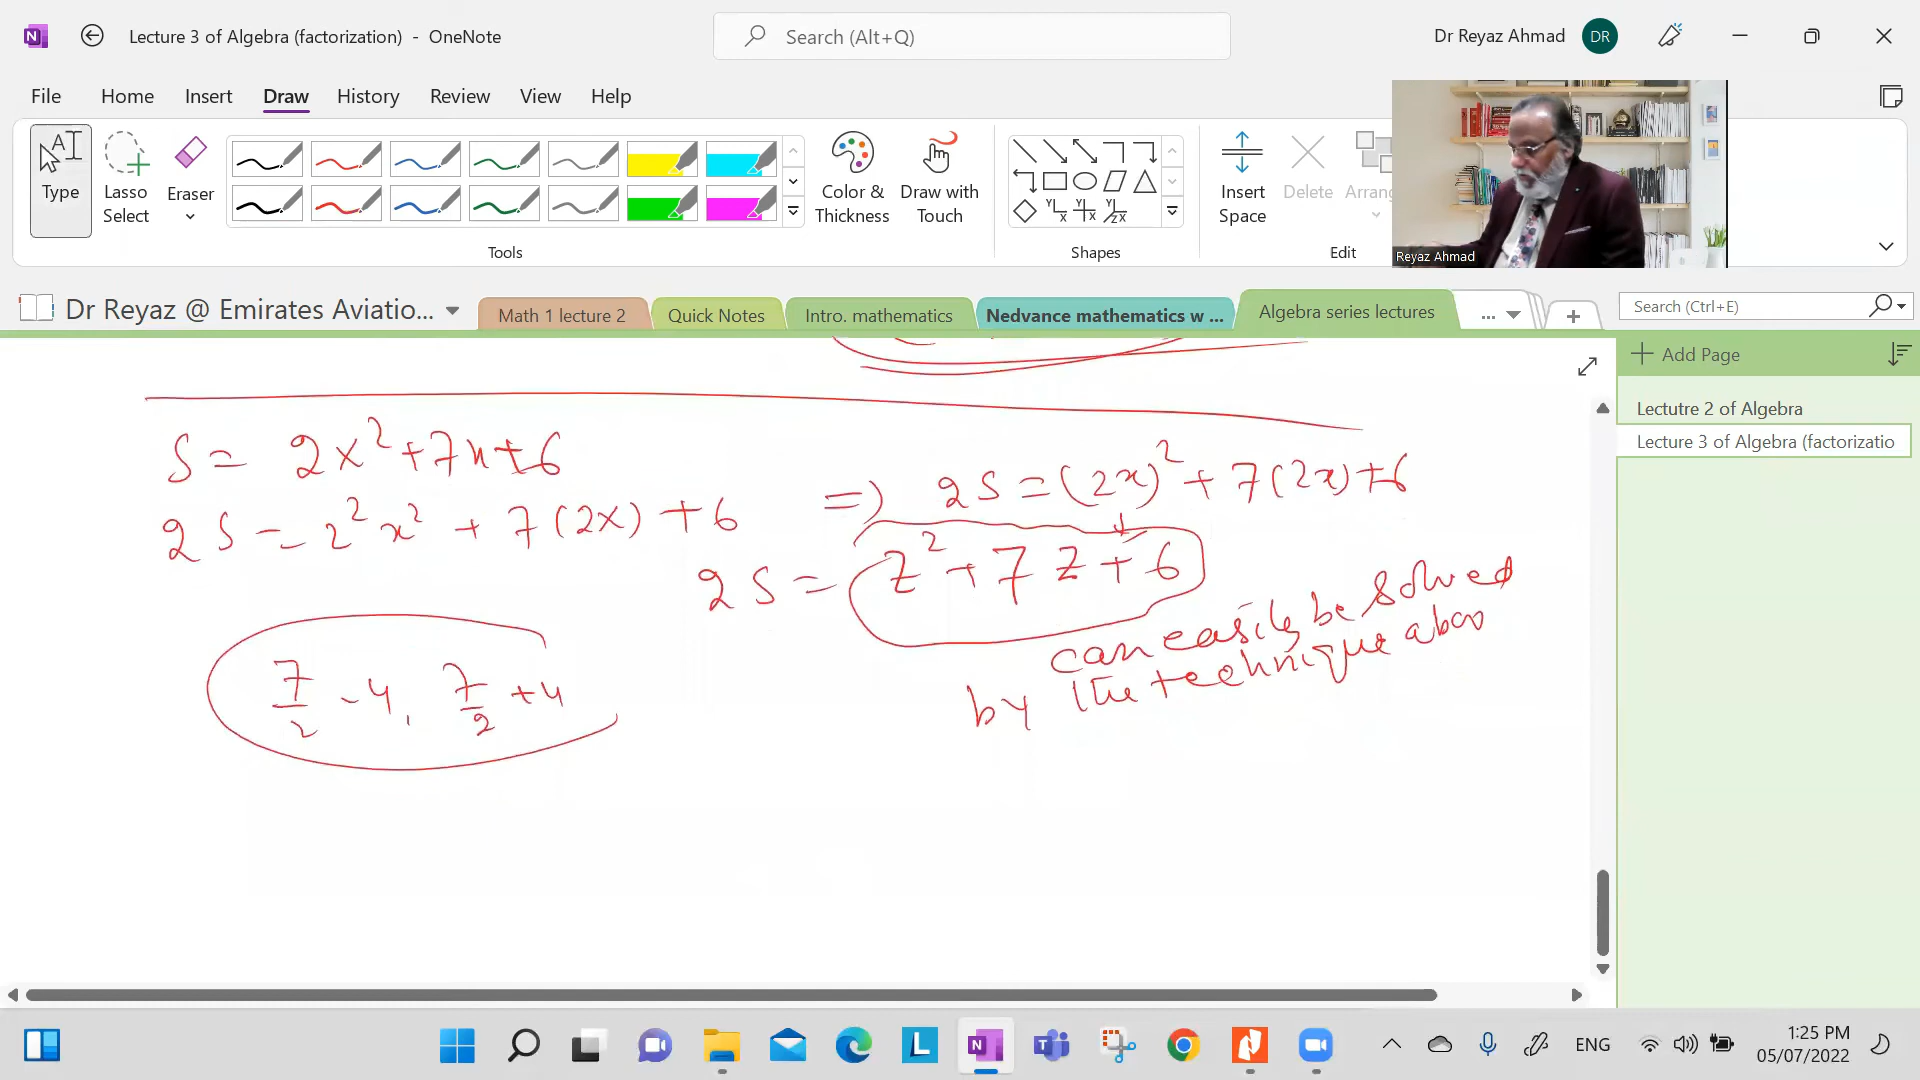 Lecture 3 of Algebra (factorization) - OneNote
Search (Alt+Q)
Dr Reyaz Ahmad
DR
File Home Insert Draw History Review View Help
Type
Lasso Select
Eraser
Color & Thickness
Draw with Touch
Insert Space
Delete
Arrang
Tools
Shapes
Edit
Reyaz Ahmad
Dr Reyaz @ Emirates Aviatio...
Math 1 lecture 2
Quick Notes
Intro. mathematics
Nedvance mathematics w ...
Algebra series lectures
...
Search (Ctrl+E)
Add Page
Lectutre 2 of Algebra
Lecture 3 of Algebra (factorizatio
S = 2x² + 7x + 6
2S = 2²x² + 7(2x) + 6
=) 2S = (2x)² + 7(2x) + 6
2S = z² + 7z + 6
can easily be solved
by the technique abov
7/2 - 4, 7/2 + 4
ENG
1:25 PM
05/07/2022